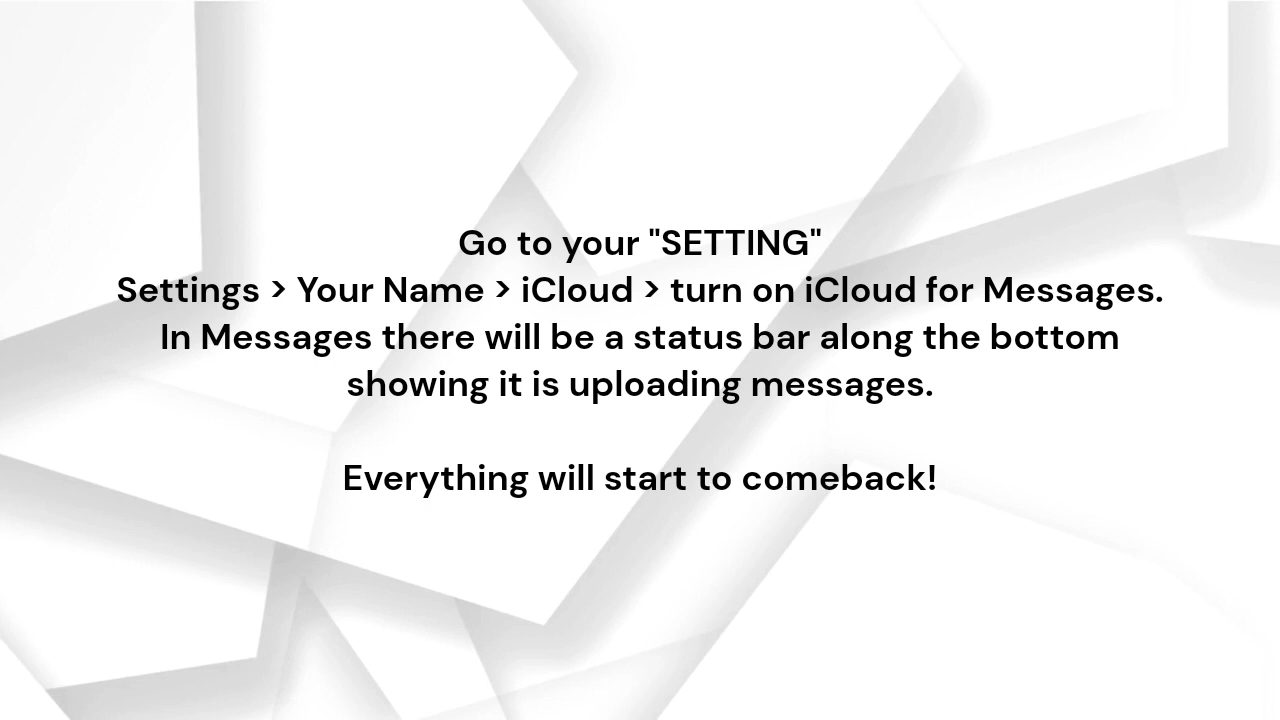 Go to your "SETTING"
Settings > Your Name > iCloud > turn on iCloud for Messages.
In Messages there will be a status bar along the bottom
showing it is uploading messages.
Everything will start to comeback!